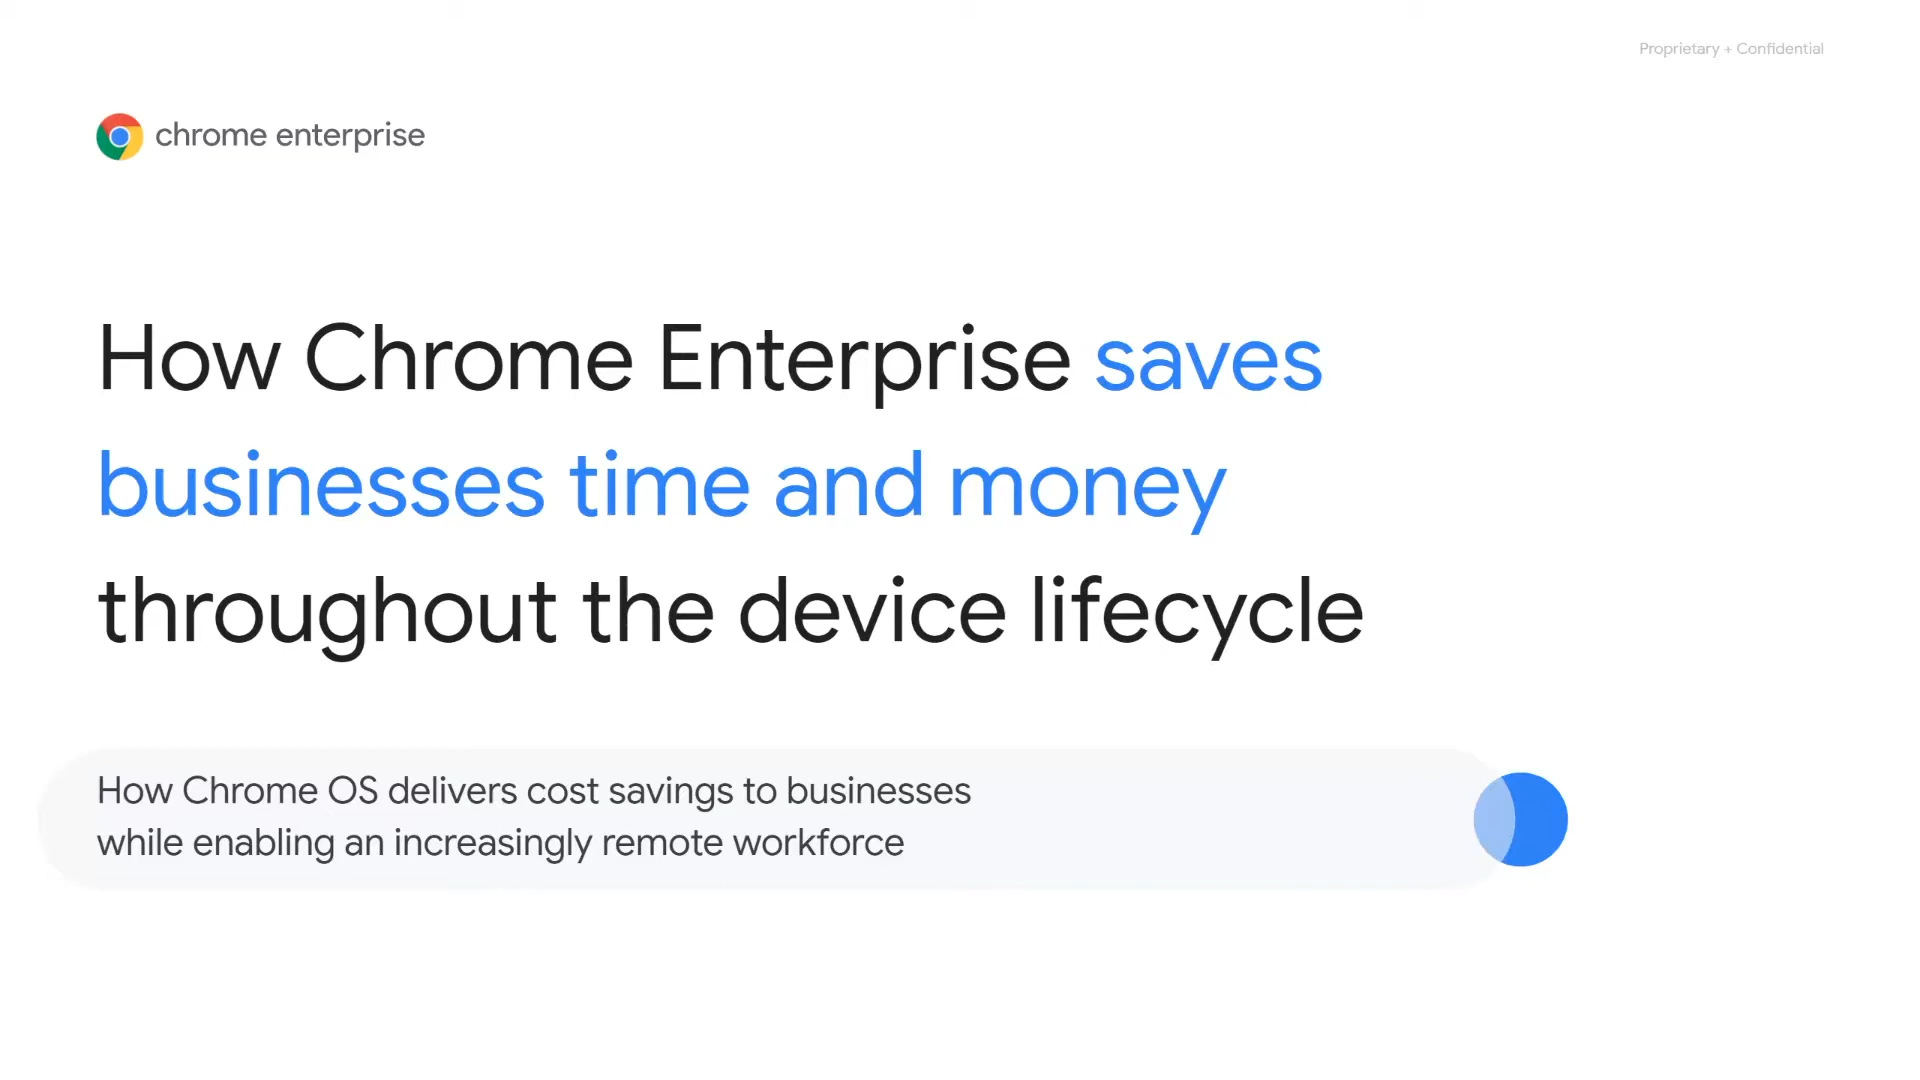 Proprietary + Confidential
chrome enterprise
How Chrome Enterprise saves
businesses time and money
throughout the device lifecycle
How Chrome OS delivers cost savings to businesses
while enabling an increasingly remote workforce